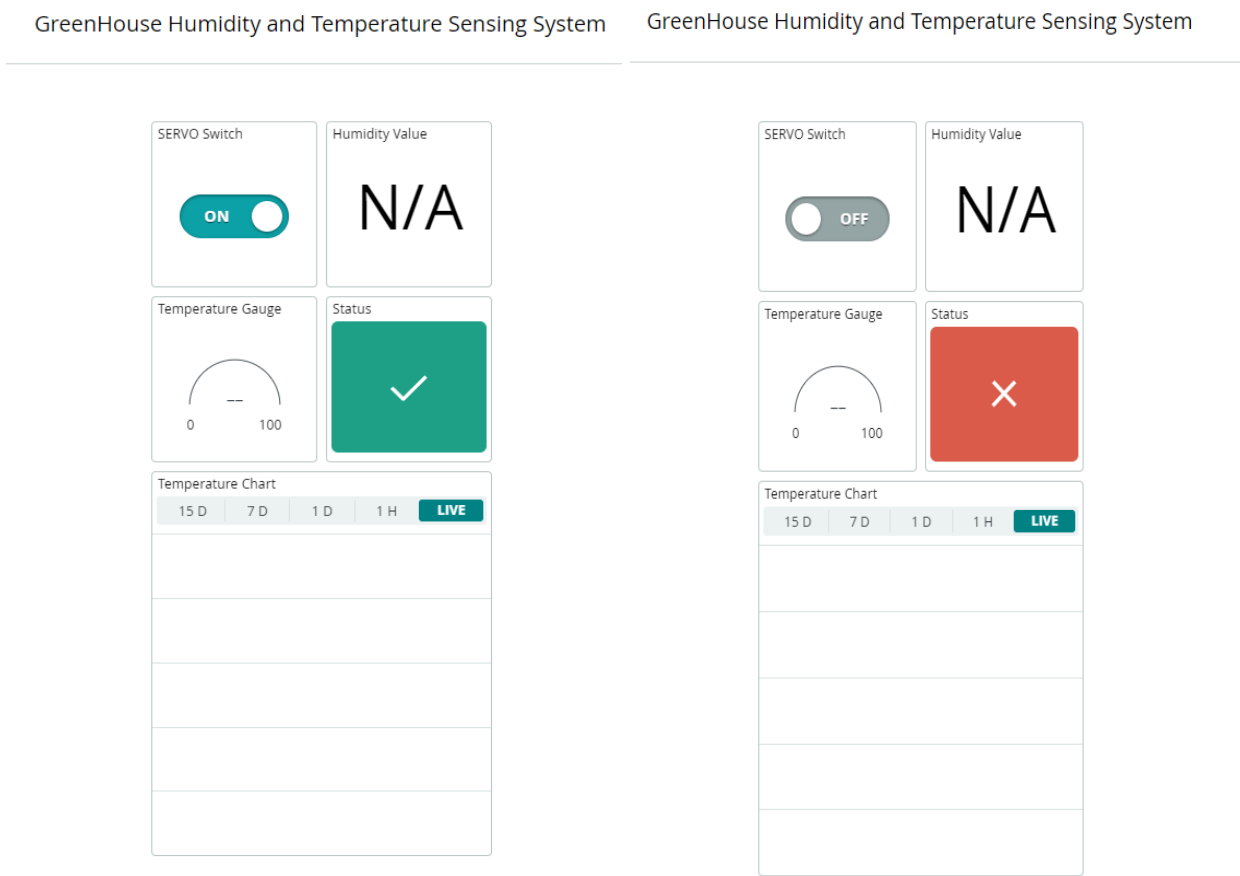 GreenHouse Humidity and Temperature Sensing System
SERVO Switch
Humidity Value
ON
N/A
Temperature Gauge
Status
--
0
100
Temperature Chart
15 D
7 D
1 D
1 H
LIVE
GreenHouse Humidity and Temperature Sensing System
SERVO Switch
Humidity Value
OFF
N/A
Temperature Gauge
Status
--
0
100
Temperature Chart
15 D
7 D
1 D
1 H
LIVE